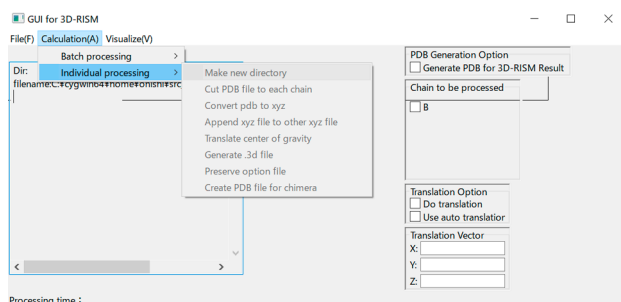 GUI for 3D-RISM
File(F) Calculation(A) Visualize(V)
Batch processing >
Individual processing >
Make new directory
Cut PDB file to each chain
Convert pdb to xyz
Append xyz file to other xyz file
Translate center of gravity
Generate .3d file
Preserve option file
Create PDB file for chimera
Dir:
filename:C:¥cygwin64¥home¥onishi¥src
PDB Generation Option
Generate PDB for 3D-RISM Result
Chain to be processed
B
Translation Option
Do translation
Use auto translatior
Translation Vector
X:
Y:
Z:
Processing time :